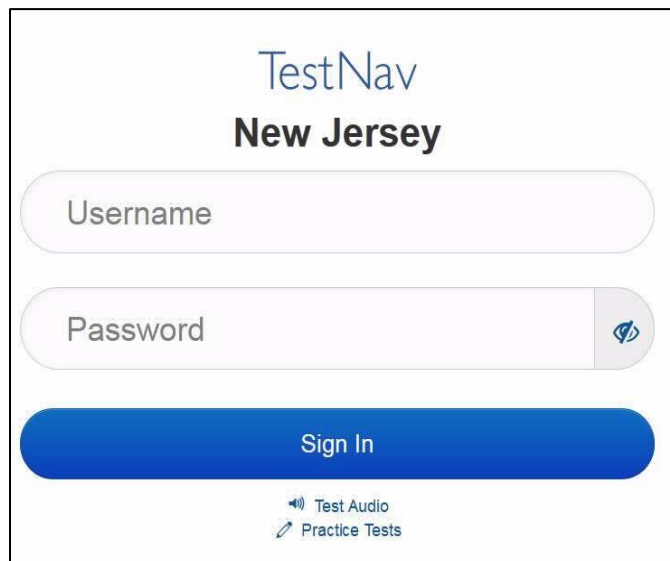 TestNav
New Jersey
Username
Password
Sign In
Test Audio
Practice Tests